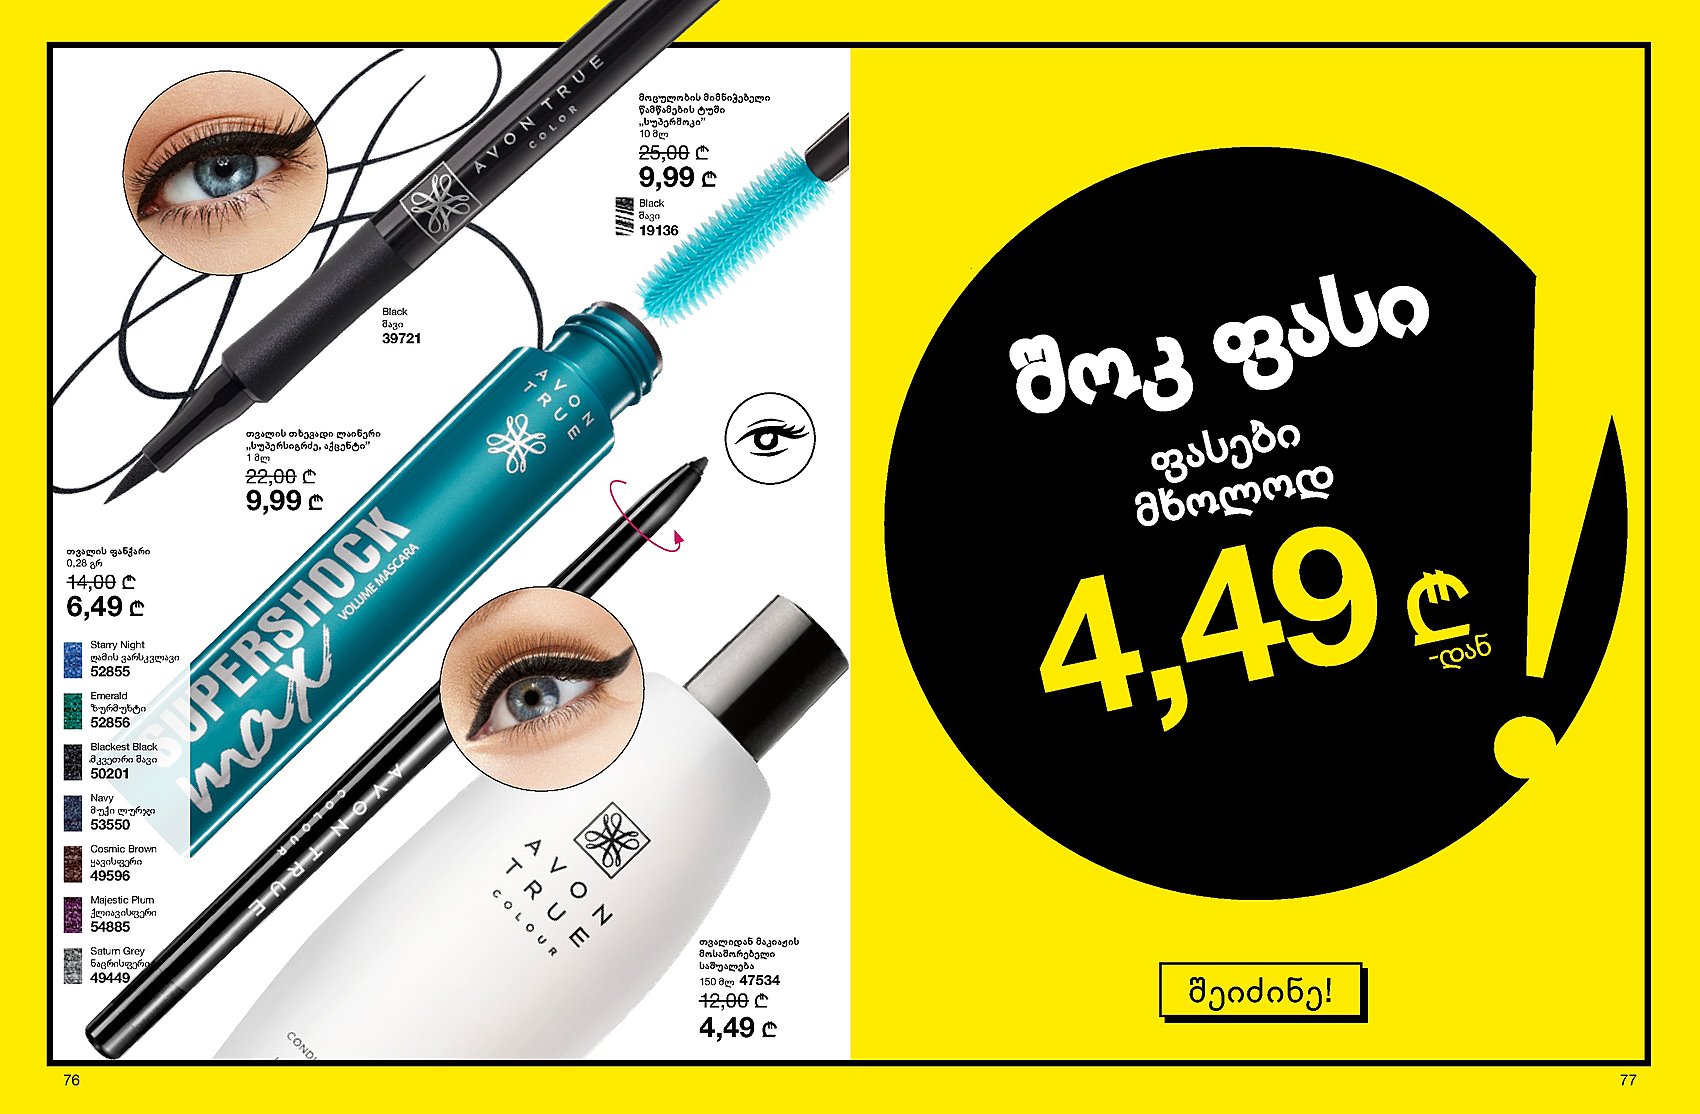 AVON TRUE
COLOR
მოცულობის მიმნიჭებელი
წამწამების ტუში
„სუპერშოკი”
10 მლ
25,00 ₾
9,99 ₾
Black
შავი
19136
Black
შავი
39721
თვალის თხევადი ლაინერი
„სუპერსიგრძე, აქცენტი”
1 მლ
22,00 ₾
9,99 ₾
AVON
TRUE
SUPERSHOCK
max
VOLUME MASCARA
თვალის ფანქარი
0,28 გრ
14,00 ₾
6,49 ₾
Starry Night
ღამის ვარსკვლავი
52855
Emerald
ზურმუხტი
52856
Blackest Black
მკვეთრი შავი
50201
Navy
მუქი ლურჯი
53550
Cosmic Brown
ყავისფერი
49596
Majestic Plum
ქლიავისფერი
54885
Saturn Grey
ნაცრისფერი
49449
AVON TRUE
COLOUR
AVON
TRUE
COLOUR
თვალიდან მაკიაჟის
მოსაშორებელი
საშუალება
150 მლ 47534
12,00 ₾
4,49 ₾
76
შოკ ფასი
ფასები
მხოლოდ
4,49 ₾
-დან
შეიძინე!
77